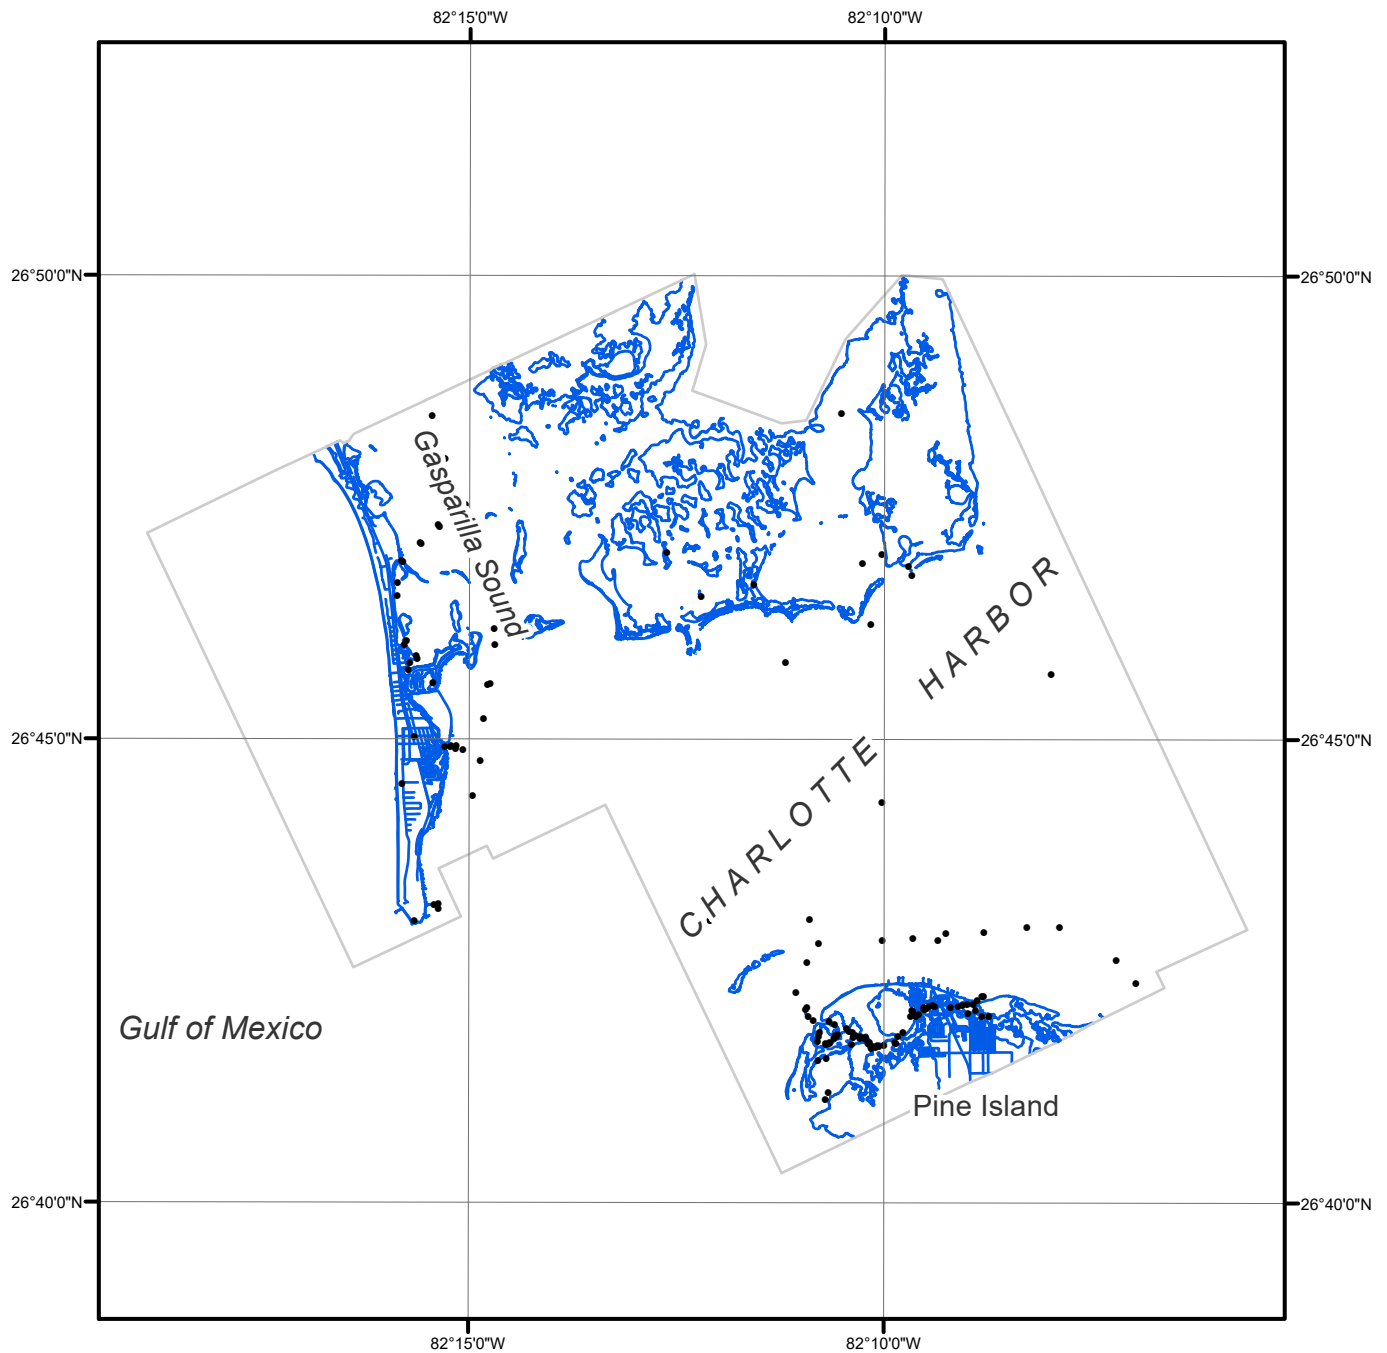 82°15'0"W 82°10'0"W
26°50'0"N 26°50'0"N
Gasparilla Sound
HARBOR
26°45'0"N 26°45'0"N
CHARLOTTE
Gulf of Mexico
Pine Island
26°40'0"N 26°40'0"N
82°15'0"W 82°10'0"W